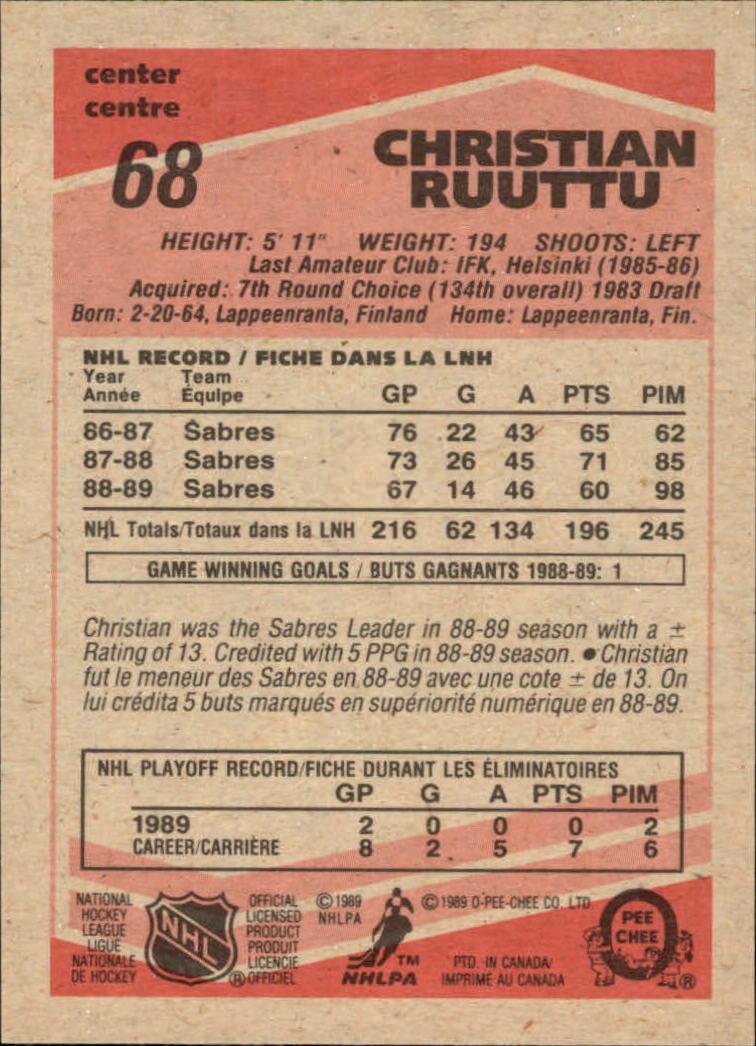 center
centre
68
CHRISTIAN
RUUTTU
HEIGHT: 5' 11" WEIGHT: 194 SHOOTS: LEFT
Last Amateur Club: IFK, Helsinki (1985-86)
Acquired: 7th Round Choice (134th overall) 1983 Draft
Born: 2-20-64, Lappeenranta, Finland Home: Lappeenranta, Fin.
NHL RECORD / FICHE DANS LA LNH
Year Team
Année Équipe GP G A PTS PIM
86-87 Sabres 76 22 43 65 62
87-88 Sabres 73 26 45 71 85
88-89 Sabres 67 14 46 60 98
NHL Totals/Totaux dans la LNH 216 62 134 196 245
GAME WINNING GOALS / BUTS GAGNANTS 1988-89: 1
Christian was the Sabres Leader in 88-89 season with a ±
Rating of 13. Credited with 5 PPG in 88-89 season. ● Christian
fut le meneur des Sabres en 88-89 avec une cote ± de 13. On
lui crédita 5 buts marqués en supériorité numérique en 88-89.
NHL PLAYOFF RECORD/FICHE DURANT LES ÉLIMINATOIRES
GP G A PTS PIM
1989 2 0 0 0 2
CAREER/CARRIÈRE 8 2 5 7 6
NATIONAL
HOCKEY
LEAGUE
LIGUE
NATIONALE
DE HOCKEY
NHL
OFFICIAL
LICENSED
PRODUCT
PRODUIT
LICENCIE
® OFFICIEL
© 1989
NHLPA
TM
NHLPA
© 1989 O-PEE-CHEE CO. LTD
PTD. IN CANADA/
IMPRIMÉ AU CANADA
PEE
CHEE
®